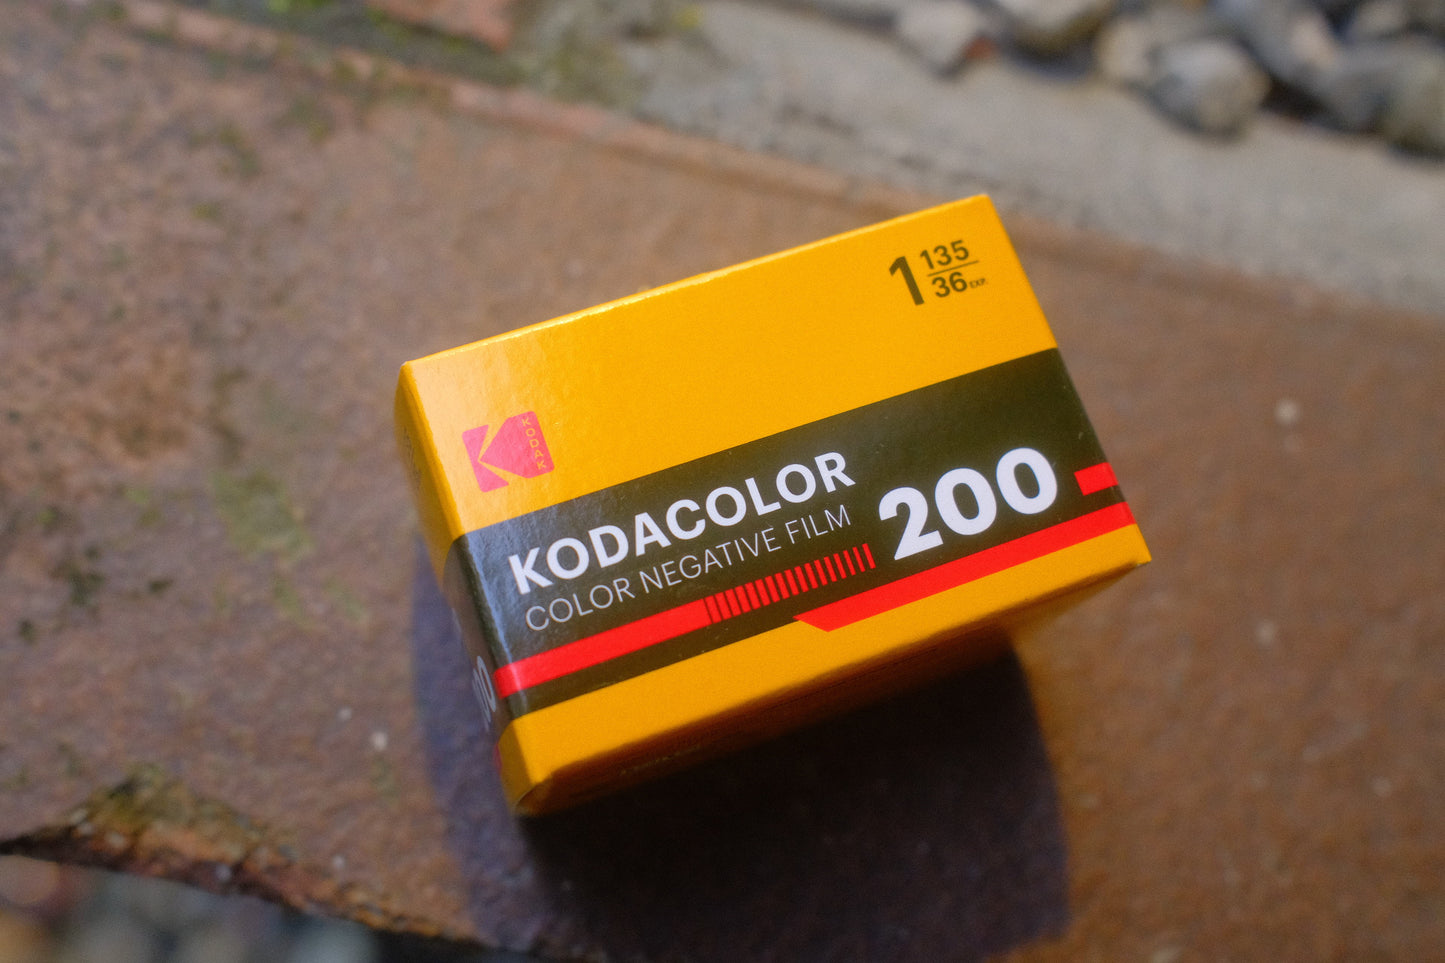 1 135
36 EXP.
KODAK
KODACOLOR
COLOR NEGATIVE FILM
200